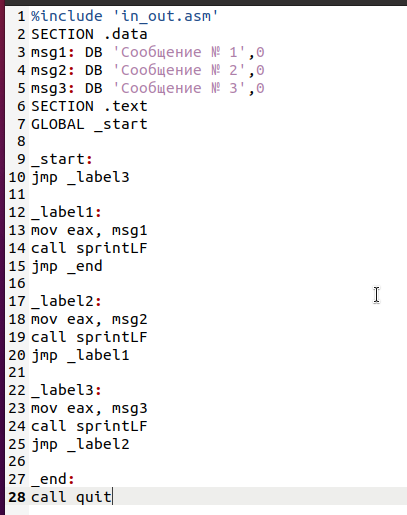 1 %include 'in_out.asm'
2 SECTION .data
3 msg1: DB 'Сообщение № 1',0
4 msg2: DB 'Сообщение № 2',0
5 msg3: DB 'Сообщение № 3',0
6 SECTION .text
7 GLOBAL _start
8
9 _start:
10 jmp _label3
11
12 _label1:
13 mov eax, msg1
14 call sprintLF
15 jmp _end
16
17 _label2:
18 mov eax, msg2
19 call sprintLF
20 jmp _label1
21
22 _label3:
23 mov eax, msg3
24 call sprintLF
25 jmp _label2
26
27 _end:
28 call quit